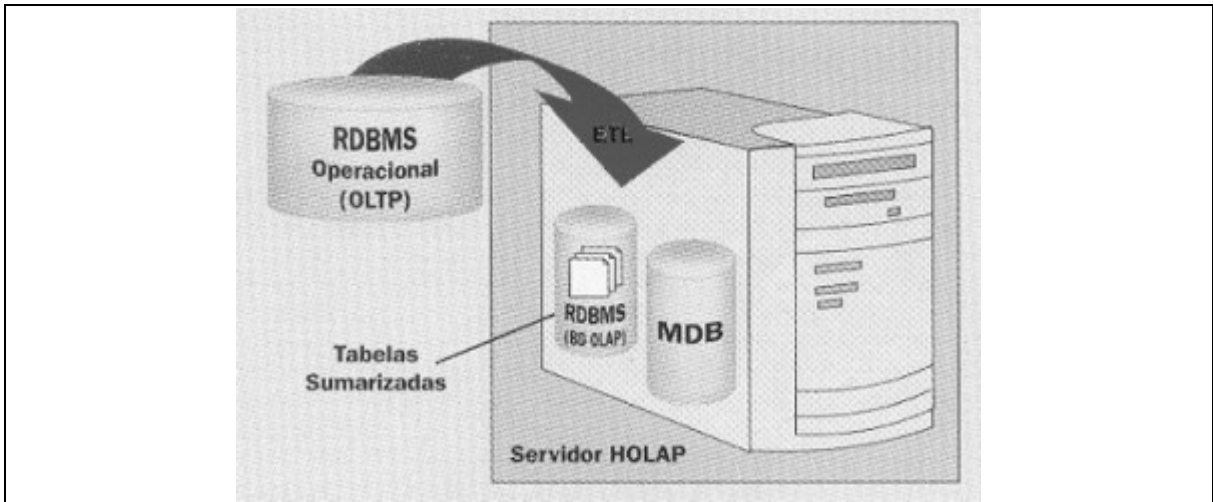 RDBMS
Operacional
(OLTP)
ETL
RDBMS
(BD OLAP)
MDB
Tabelas
Sumarizadas
Servidor HOLAP